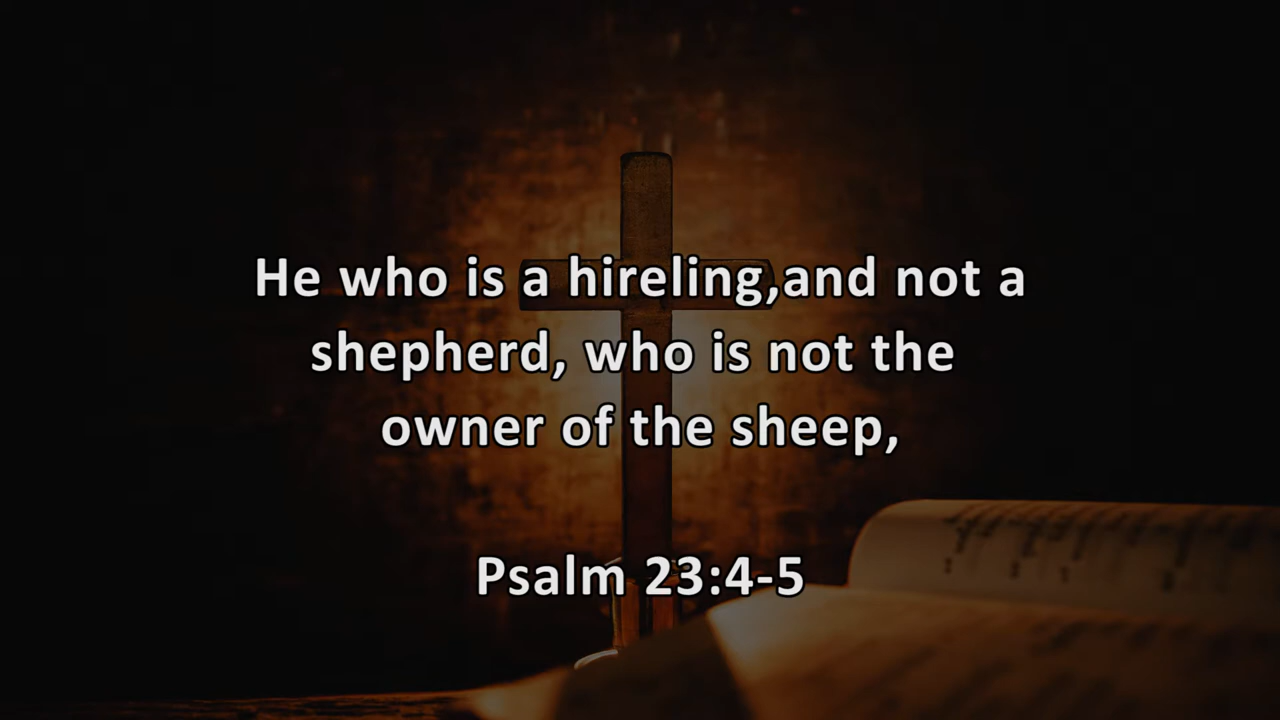 He who is a hireling,and not a
shepherd, who is not the
owner of the sheep,
Psalm 23:4-5